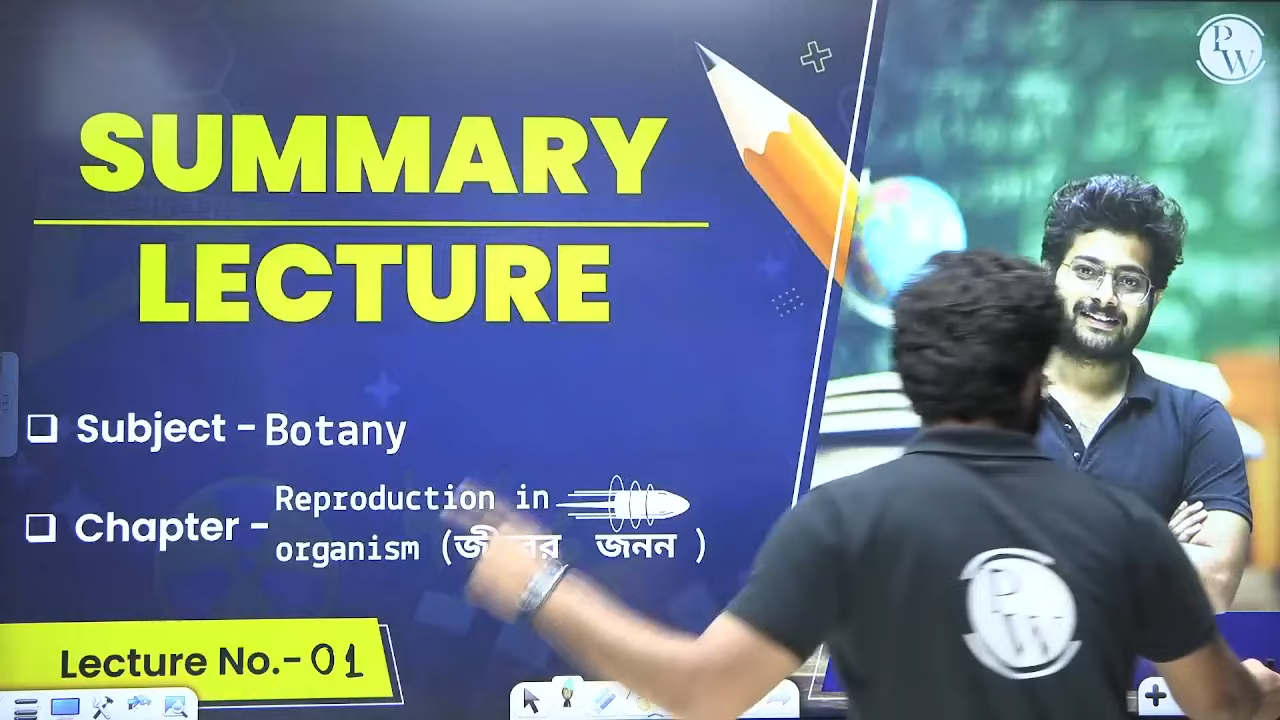 SUMMARY
LECTURE
Subject - Botany
Chapter - Reproduction in
organism ( জনন )
Lecture No.- 01
PW
PW